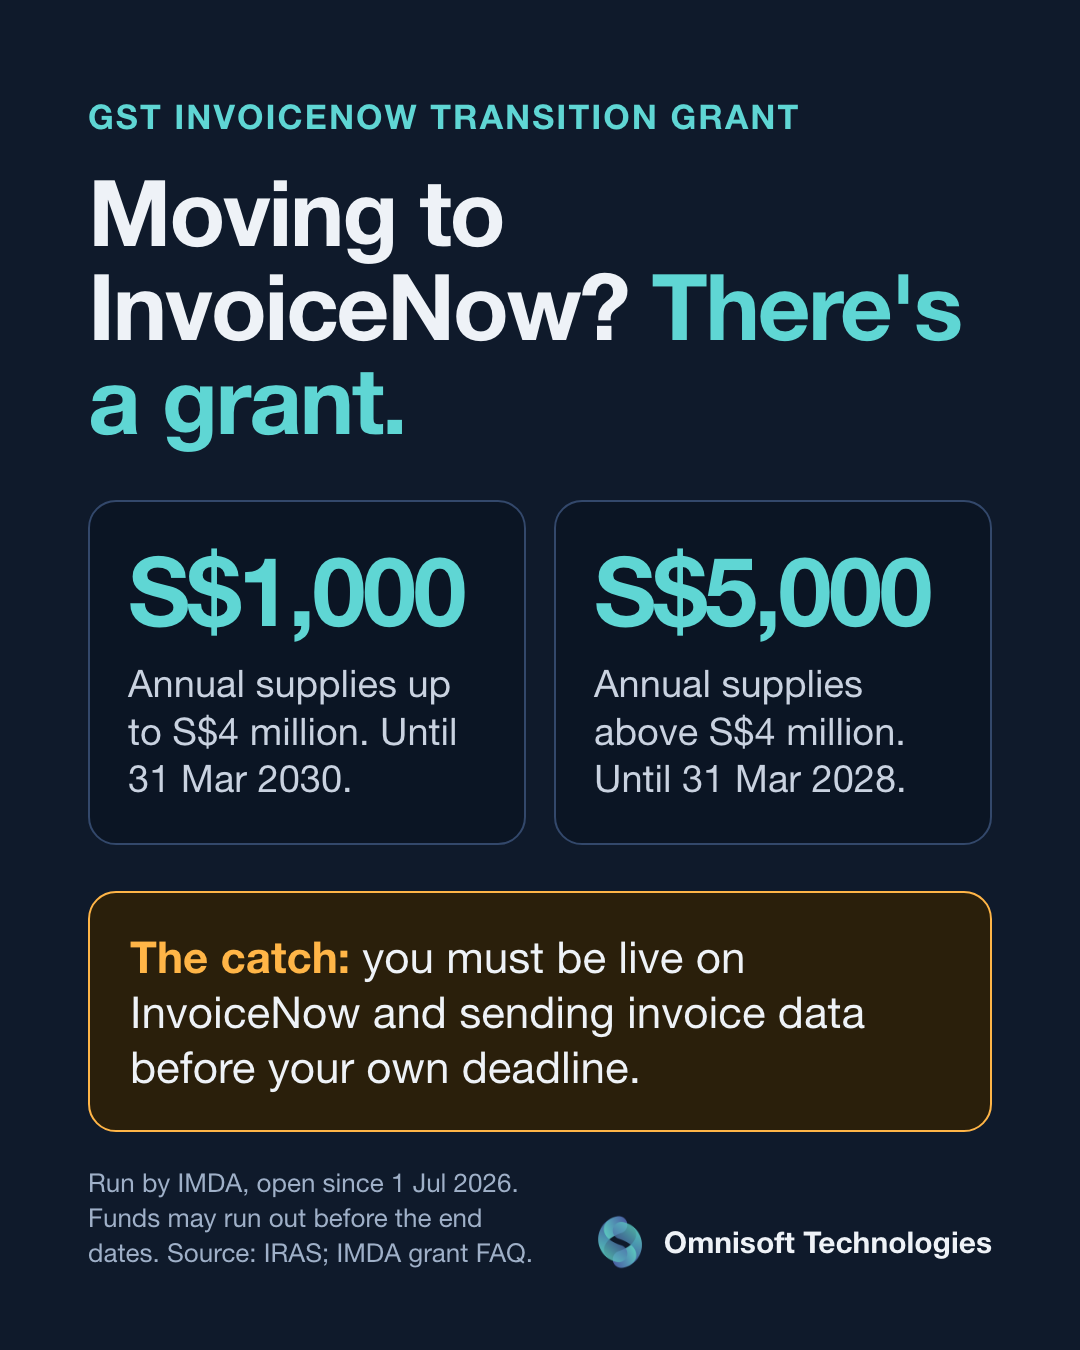 GST INVOICENOW TRANSITION GRANT
Moving to
InvoiceNow? There's
a grant.
S$1,000
Annual supplies up
to S$4 million. Until
31 Mar 2030.
S$5,000
Annual supplies
above S$4 million.
Until 31 Mar 2028.
The catch: you must be live on
InvoiceNow and sending invoice data
before your own deadline.
Run by IMDA, open since 1 Jul 2026.
Funds may run out before the end
dates. Source: IRAS; IMDA grant FAQ.
Omnisoft Technologies